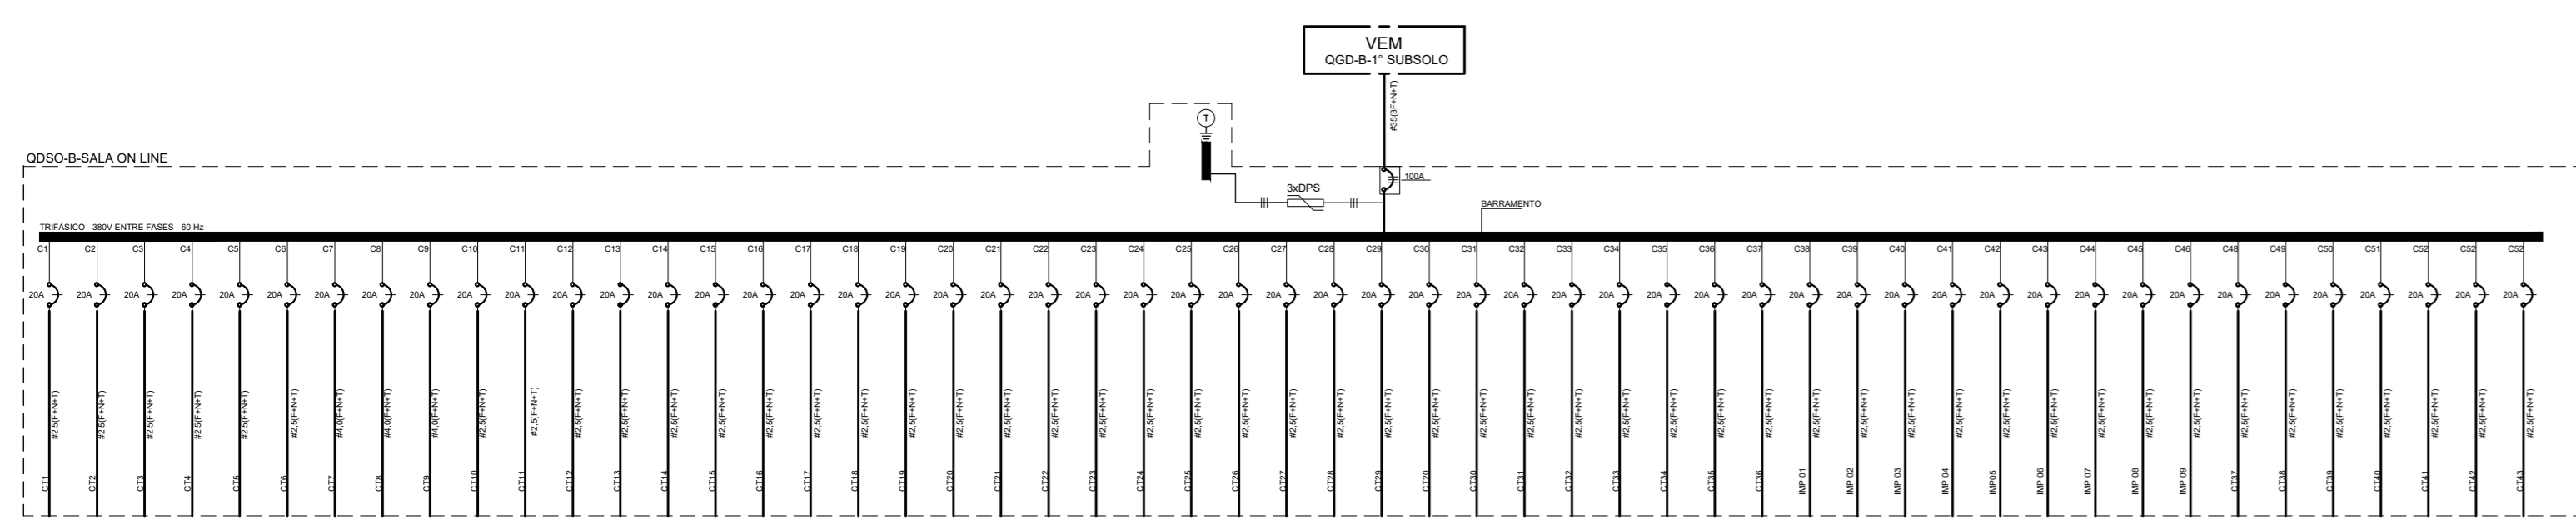 VEM
QGD-B-1° SUBSOLO
#35(3F+N+T)
T
QDSO-B-SALA ON LINE
100A
3xDPS
BARRAMENTO
TRIFÁSICO - 380V ENTRE FASES - 60 Hz
C1 C2 C3 C4 C5 C6 C7 C8 C9 C10 C11 C12 C13 C14 C15 C16 C17 C18 C19 C20 C21 C22 C23 C24 C25 C26 C27 C28 C29 C30 C31 C32 C33 C34 C35 C36 C37 C38 C39 C40 C41 C42 C43 C44 C45 C46 C48 C49 C50 C51 C52 C52 C52
20A 20A 20A 20A 20A 20A 20A 20A 20A 20A 20A 20A 20A 20A 20A 20A 20A 20A 20A 20A 20A 20A 20A 20A 20A 20A 20A 20A 20A 20A 20A 20A 20A 20A 20A 20A 20A 20A 20A 20A 20A 20A 20A 20A 20A 20A 20A 20A 20A 20A 20A 20A 20A
#2,5(F+N+T) #2,5(F+N+T) #2,5(F+N+T) #2,5(F+N+T) #2,5(F+N+T) #2,5(F+N+T) #4,0(F+N+T) #4,0(F+N+T) #4,0(F+N+T) #2,5(F+N+T) #2,5(F+N+T) #2,5(F+N+T) #2,5(F+N+T) #2,5(F+N+T) #2,5(F+N+T) #2,5(F+N+T) #2,5(F+N+T) #2,5(F+N+T) #2,5(F+N+T) #2,5(F+N+T) #2,5(F+N+T) #2,5(F+N+T) #2,5(F+N+T) #2,5(F+N+T) #2,5(F+N+T) #2,5(F+N+T) #2,5(F+N+T) #2,5(F+N+T) #2,5(F+N+T) #2,5(F+N+T) #2,5(F+N+T) #2,5(F+N+T) #2,5(F+N+T) #2,5(F+N+T) #2,5(F+N+T) #2,5(F+N+T) #2,5(F+N+T) #2,5(F+N+T) #2,5(F+N+T) #2,5(F+N+T) #2,5(F+N+T) #2,5(F+N+T) #2,5(F+N+T) #2,5(F+N+T) #2,5(F+N+T) #2,5(F+N+T) #2,5(F+N+T) #2,5(F+N+T) #2,5(F+N+T) #2,5(F+N+T) #2,5(F+N+T) #2,5(F+N+T) #2,5(F+N+T)
CT1 CT2 CT3 CT4 CT5 CT6 CT7 CT8 CT9 CT10 CT11 CT12 CT13 CT14 CT15 CT16 CT17 CT18 CT19 CT20 CT21 CT22 CT23 CT24 CT25 CT26 CT27 CT28 CT29 CT20 CT30 CT31 CT32 CT33 CT34 CT35 CT36 IMP 01 IMP 02 IMP 03 IMP 04 IMP05 IMP 06 IMP 07 IMP 08 IMP 09 CT37 CT38 CT39 CT40 CT41 CT42 CT43